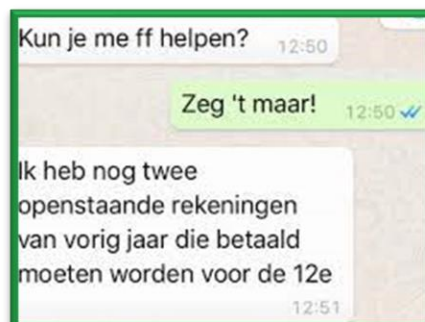 Kun je me ff helpen?
12:50
Zeg 't maar!
12:50
Ik heb nog twee
openstaande rekeningen
van vorig jaar die betaald
moeten worden voor de 12e
12:51